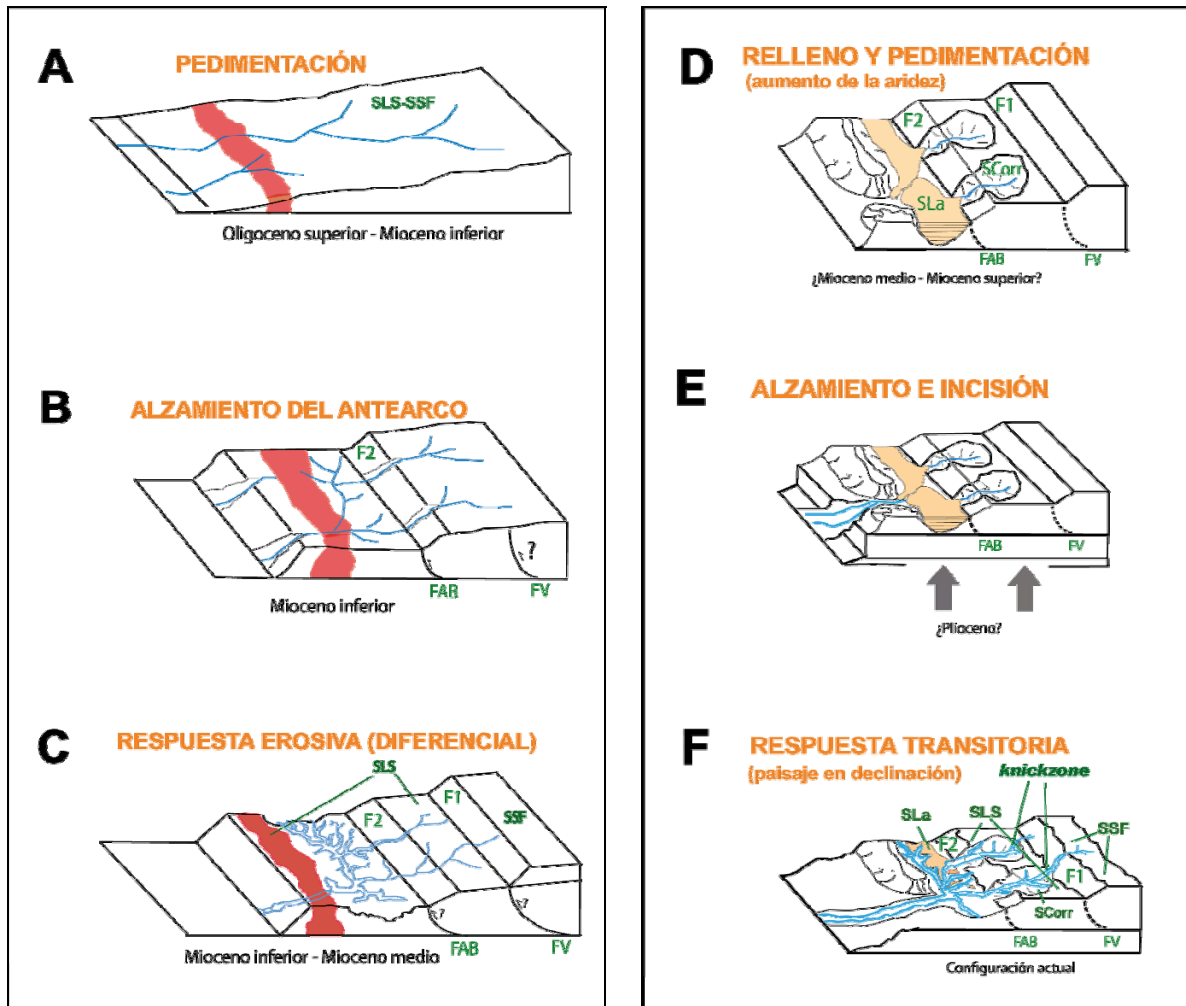 A
PEDIMENTACIÓN
SLS-SSF
Oligoceno superior - Mioceno inferior
B
ALZAMIENTO DEL ANTEARCO
F2
?
FAB
FV
Mioceno inferior
C
RESPUESTA EROSIVA (DIFERENCIAL)
SLS
F1
F2
SSF
?
?
Mioceno inferior - Mioceno medio
FAB
FV
D
RELLENO Y PEDIMENTACIÓN
(aumento de la aridez)
F1
F2
SCorr
SLa
FAB
FV
¿Mioceno medio - Mioceno superior?
E
ALZAMIENTO E INCISIÓN
FAB
FV
¿Plioceno?
F
RESPUESTA TRANSITORIA
(paisaje en declinación)
knickzone
SLa
SLS
SSF
F2
F1
SCorr
FAB
FV
Configuración actual